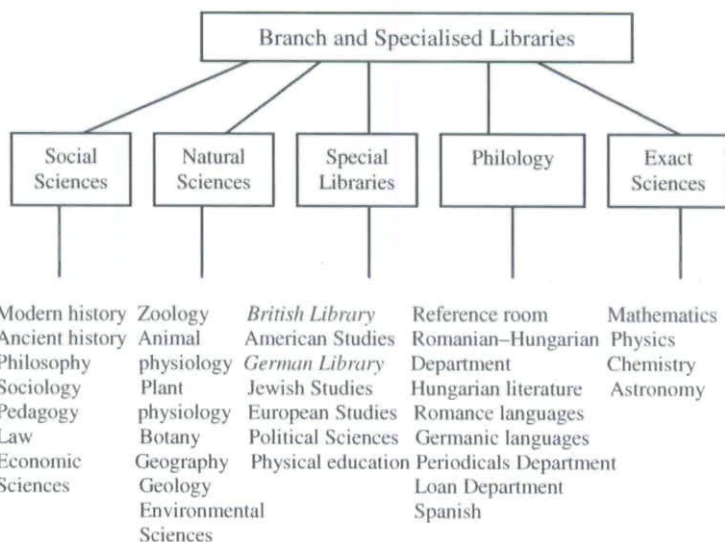 Branch and Specialised Libraries
Social
Sciences
Natural
Sciences
Special
Libraries
Philology
Exact
Sciences
Modern history
Ancient history
Philosophy
Sociology
Pedagogy
Law
Economic
Sciences
Zoology
Animal
physiology
Plant
physiology
Botany
Geography
Geology
Environmental
Sciences
British Library
American Studies
German Library
Jewish Studies
European Studies
Political Sciences
Physical education
Reference room
Romanian–Hungarian
Department
Hungarian literature
Romance languages
Germanic languages
Periodicals Department
Loan Department
Spanish
Mathematics
Physics
Chemistry
Astronomy